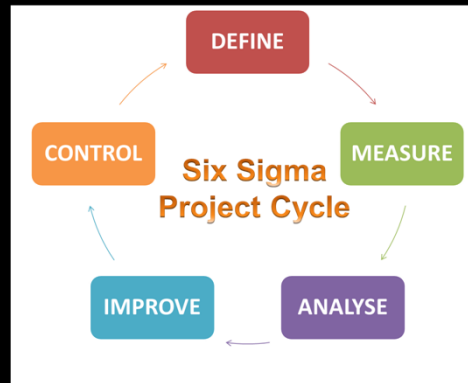 DEFINE
MEASURE
ANALYSE
IMPROVE
CONTROL
Six Sigma
Project Cycle